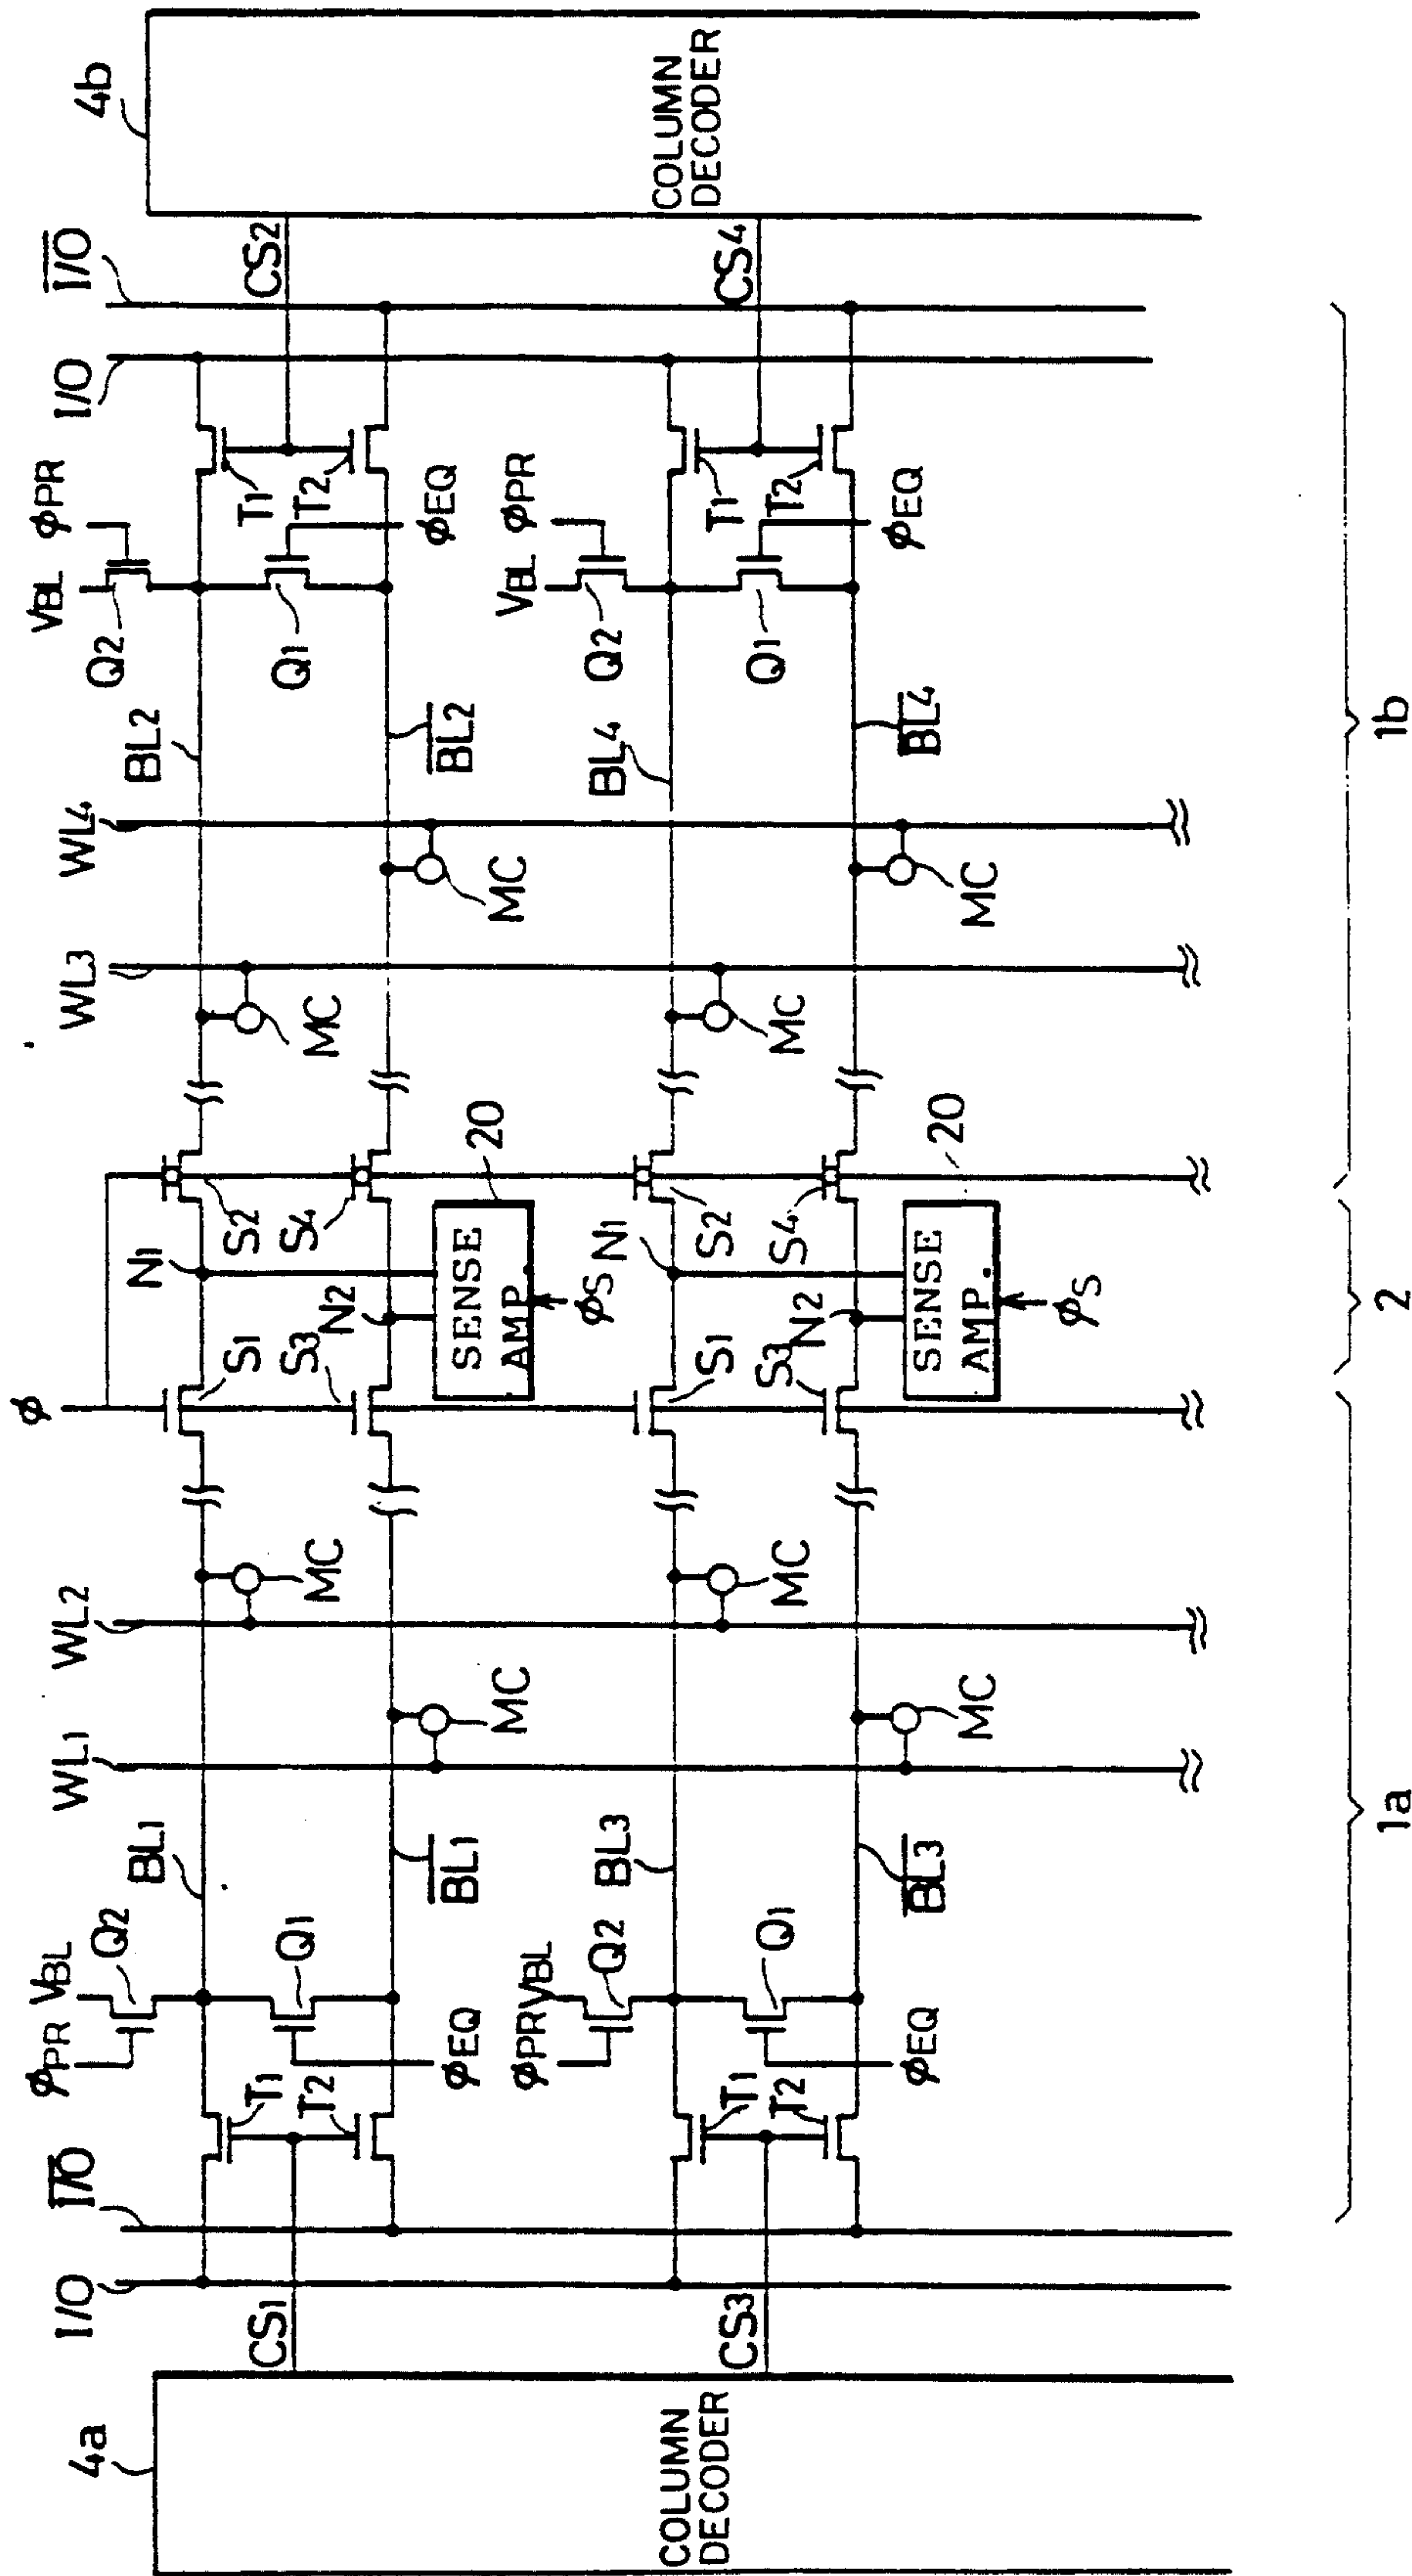 4b
COLUMN
DECODER
CS2
CS4
I/O
I/O
φPR
VBL
Q2
T1
T2
φEQ
Q1
φPR
VBL
Q2
T1
T2
φEQ
Q1
BL2
BL2
BL4
BL4
WL4
MC
MC
WL3
MC
MC
1b
S2
S4
20
S2
S4
20
N1
N2
SENSE
AMP.
φS
N1
N2
SENSE
AMP.
φS
2
φ
S1
S3
S1
S3
WL2
MC
MC
WL1
MC
MC
BL1
BL1
BL3
BL3
1a
φPR
VBL
Q2
Q1
φEQ
φPR
VBL
Q2
Q1
φEQ
T1
T2
T1
T2
I/O
I/O
CS1
CS3
4a
COLUMN
DECODER